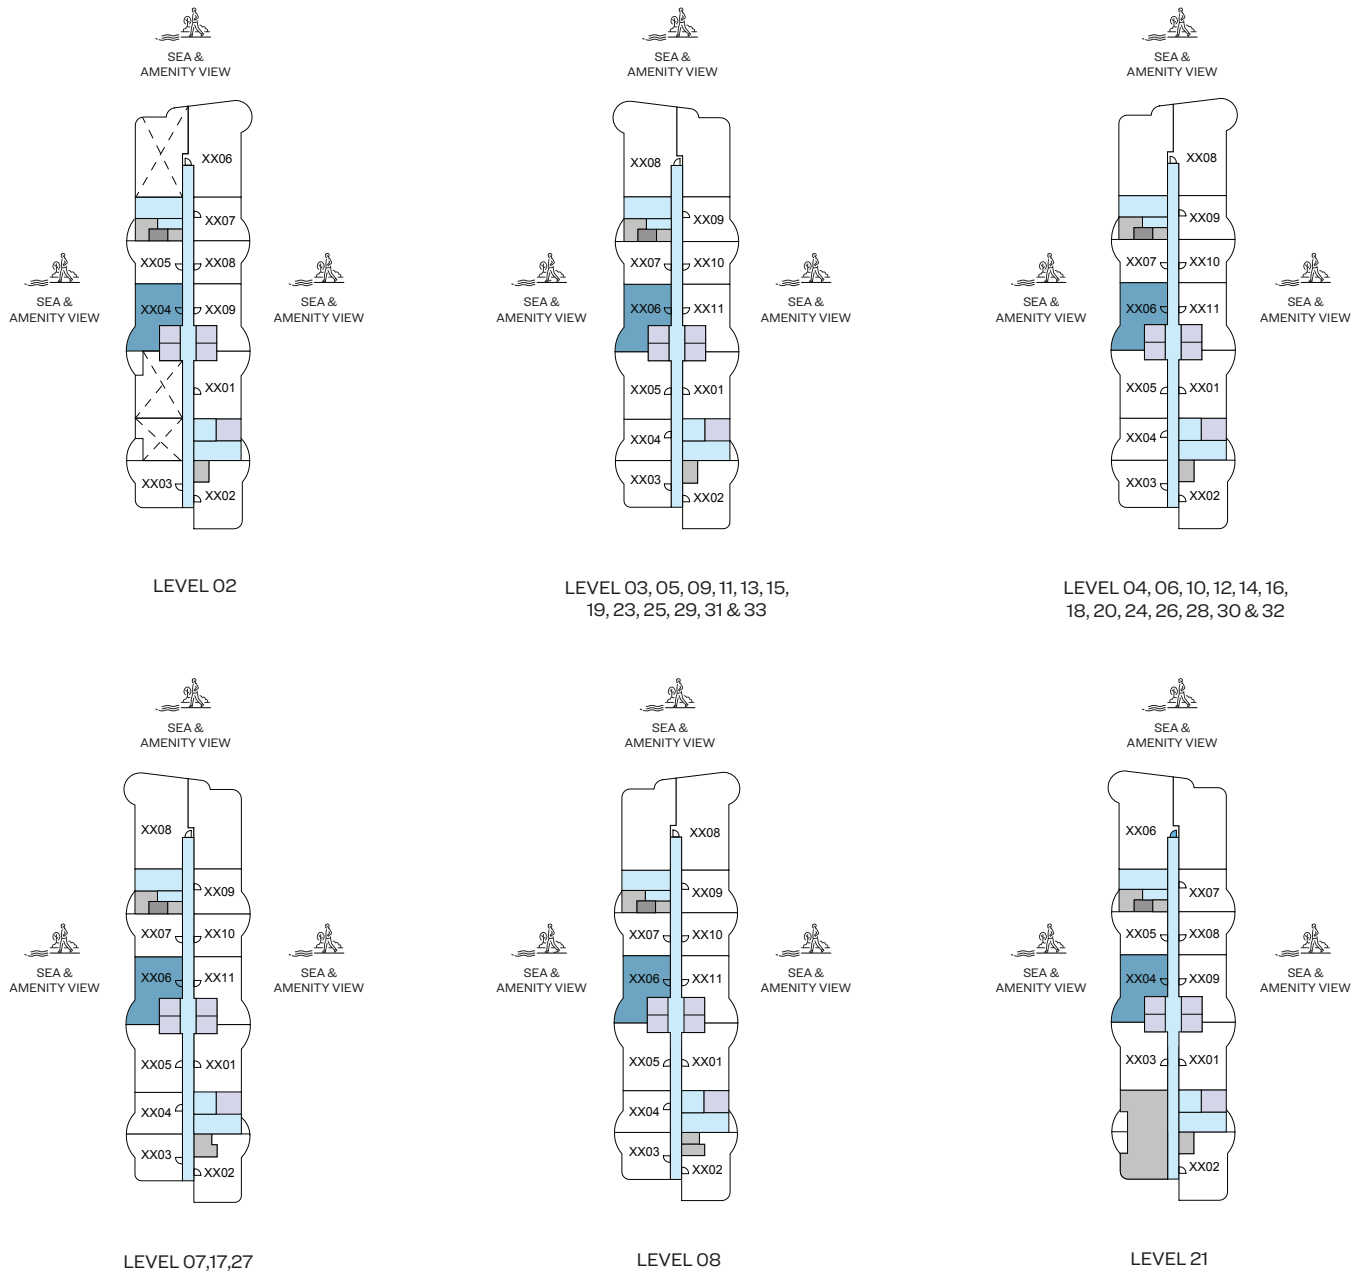 SEA &
AMENITY VIEW
XX06
XX07
XX05
XX08
SEA &
AMENITY VIEW
XX04
XX09
SEA &
AMENITY VIEW
XX01
XX03
XX02
LEVEL 02
SEA &
AMENITY VIEW
XX08
XX09
XX07
XX10
SEA &
AMENITY VIEW
XX06
XX11
SEA &
AMENITY VIEW
XX05
XX01
XX04
XX03
XX02
LEVEL 03, 05, 09, 11, 13, 15,
19, 23, 25, 29, 31 & 33
SEA &
AMENITY VIEW
XX08
XX09
XX07
XX10
SEA &
AMENITY VIEW
XX06
XX11
SEA &
AMENITY VIEW
XX05
XX01
XX04
XX03
XX02
LEVEL 04, 06, 10, 12, 14, 16,
18, 20, 24, 26, 28, 30 & 32
SEA &
AMENITY VIEW
XX08
XX09
XX07
XX10
SEA &
AMENITY VIEW
XX06
XX11
SEA &
AMENITY VIEW
XX05
XX01
XX04
XX03
XX02
LEVEL 07,17,27
SEA &
AMENITY VIEW
XX08
XX09
XX07
XX10
SEA &
AMENITY VIEW
XX06
XX11
SEA &
AMENITY VIEW
XX05
XX01
XX04
XX03
XX02
LEVEL 08
SEA &
AMENITY VIEW
XX06
XX07
XX05
XX08
SEA &
AMENITY VIEW
XX04
XX09
SEA &
AMENITY VIEW
XX03
XX01
XX02
LEVEL 21